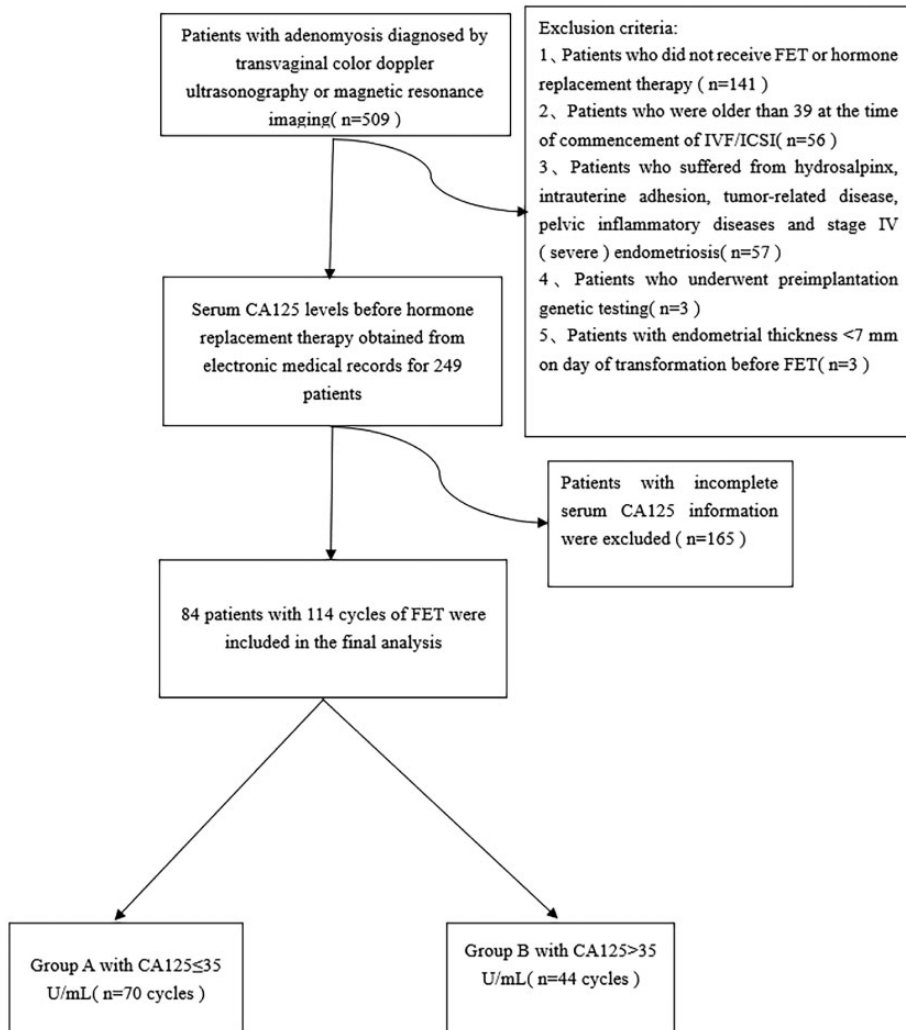 Patients with adenomyosis diagnosed by
transvaginal color doppler
ultrasonography or magnetic resonance
imaging( n=509 )
Exclusion criteria:
1、Patients who did not receive FET or hormone
replacement therapy ( n=141 )
2、Patients who were older than 39 at the time
of commencement of IVF/ICSI( n=56 )
3、Patients who suffered from hydrosalpinx,
intrauterine adhesion, tumor-related disease,
pelvic inflammatory diseases and stage IV
( severe ) endometriosis( n=57 )
4、Patients who underwent preimplantation
genetic testing( n=3 )
5、Patients with endometrial thickness <7 mm
on day of transformation before FET( n=3 )
Serum CA125 levels before hormone
replacement therapy obtained from
electronic medical records for 249
patients
Patients with incomplete
serum CA125 information
were excluded ( n=165 )
84 patients with 114 cycles of FET were
included in the final analysis
Group A with CA125≤35
U/mL( n=70 cycles )
Group B with CA125>35
U/mL( n=44 cycles )